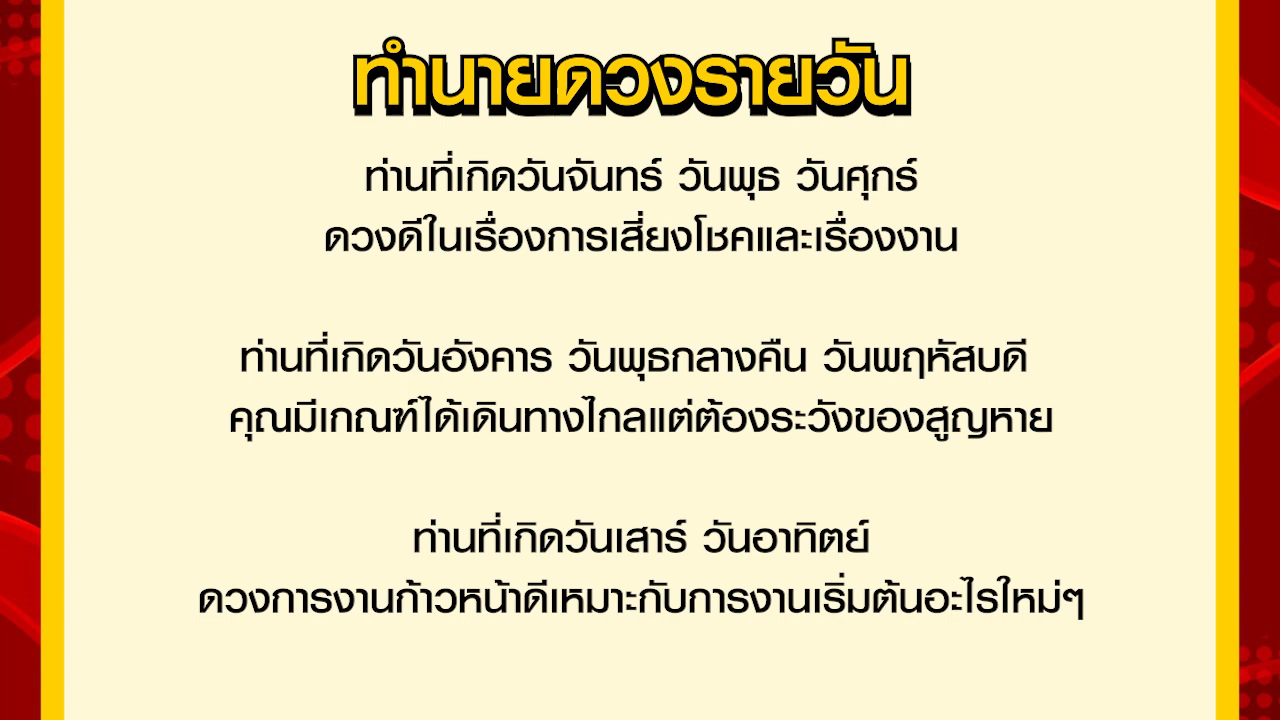 ทำนายดวงรายวัน
ท่านที่เกิดวันจันทร์ วันพุธ วันศุกร์
ดวงดีในเรื่องการเสี่ยงโชคและเรื่องงาน
ท่านที่เกิดวันอังคาร วันพุธกลางคืน วันพฤหัสบดี
คุณมีเกณฑ์ได้เดินทางไกลแต่ต้องระวังของสูญหาย
ท่านที่เกิดวันเสาร์ วันอาทิตย์
ดวงการงานก้าวหน้าดีเหมาะกับการงานเริ่มต้นอะไรใหม่ๆ